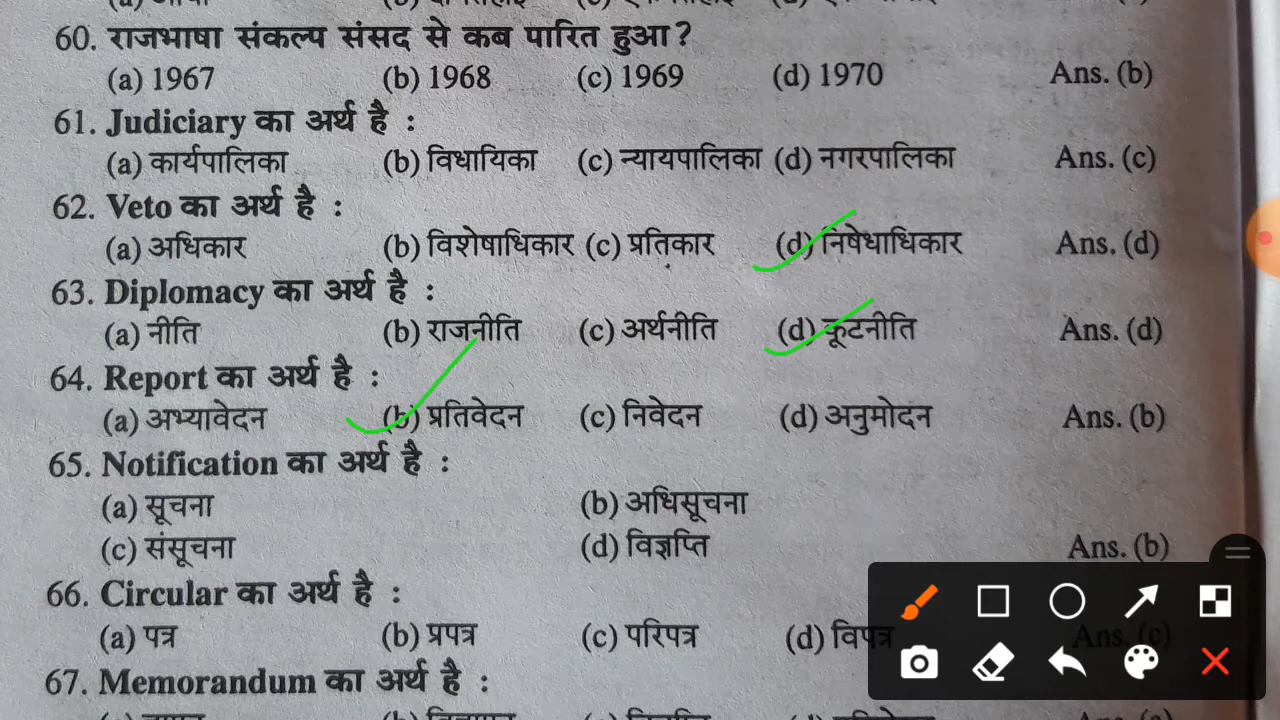 60. राजभाषा संकल्प संसद से कब पारित हुआ?
(a) 1967 (b) 1968 (c) 1969 (d) 1970 Ans. (b)
61. Judiciary का अर्थ है :
(a) कार्यपालिका (b) विधायिका (c) न्यायपालिका (d) नगरपालिका Ans. (c)
62. Veto का अर्थ है :
(a) अधिकार (b) विशेषाधिकार (c) प्रतिकार (d) निषेधाधिकार Ans. (d)
63. Diplomacy का अर्थ है :
(a) नीति (b) राजनीति (c) अर्थनीति (d) कूटनीति Ans. (d)
64. Report का अर्थ है :
(a) अभ्यावेदन (b) प्रतिवेदन (c) निवेदन (d) अनुमोदन Ans. (b)
65. Notification का अर्थ है :
(a) सूचना (b) अधिसूचना
(c) संसूचना (d) विज्ञप्ति Ans. (b)
66. Circular का अर्थ है :
(a) पत्र (b) प्रपत्र (c) परिपत्र (d) विपत्र Ans. (c)
67. Memorandum का अर्थ है :